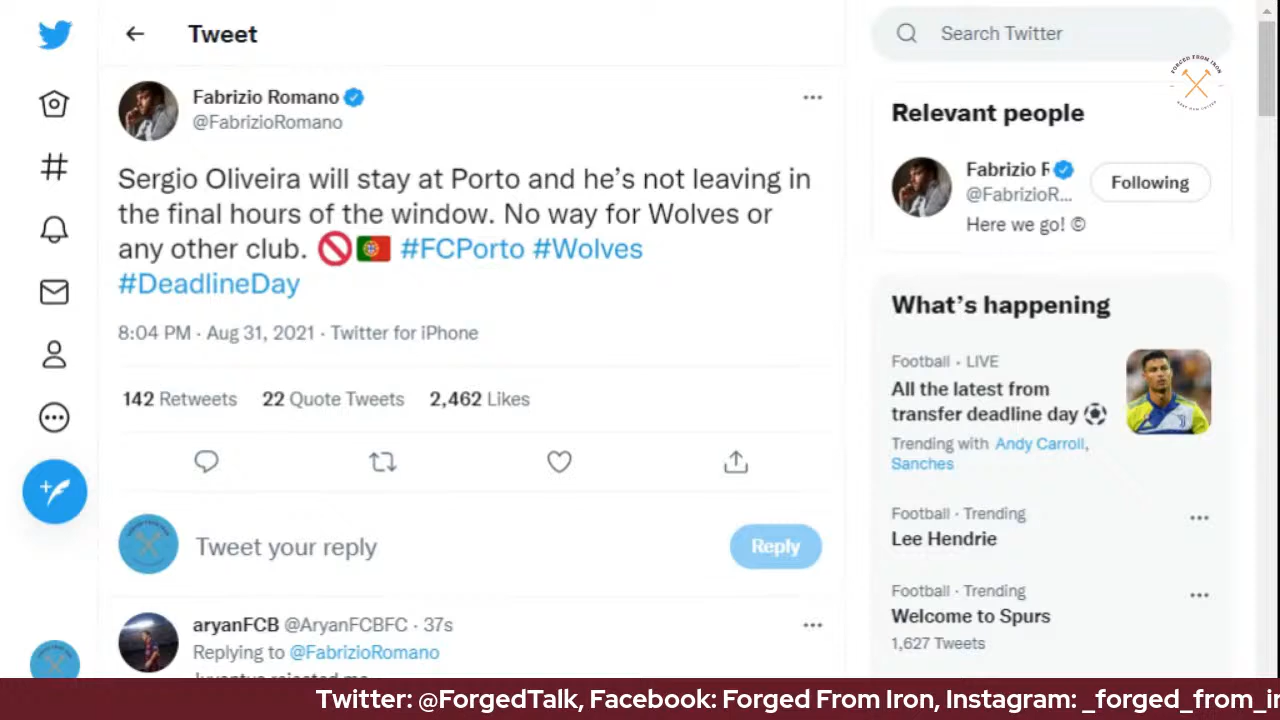 Tweet
Fabrizio Romano
@FabrizioRomano
Sergio Oliveira will stay at Porto and he’s not leaving in
the final hours of the window. No way for Wolves or
any other club. 🚫🇵🇹 #FCPorto #Wolves
#DeadlineDay
8:04 PM · Aug 31, 2021 · Twitter for iPhone
142 Retweets 22 Quote Tweets 2,462 Likes
Tweet your reply
Reply
aryanFCB @AryanFCBFC · 37s
Replying to @FabrizioRomano
Search Twitter
FORGED FROM IRON
Relevant people
Fabrizio R
@FabrizioR...
Following
Here we go! ©
What’s happening
Football · LIVE
All the latest from
transfer deadline day ⚽
Trending with Andy Carroll,
Sanches
Football · Trending
Lee Hendrie
Football · Trending
Welcome to Spurs
1,627 Tweets
Twitter: @ForgedTalk, Facebook: Forged From Iron, Instagram: _forged_from_ir